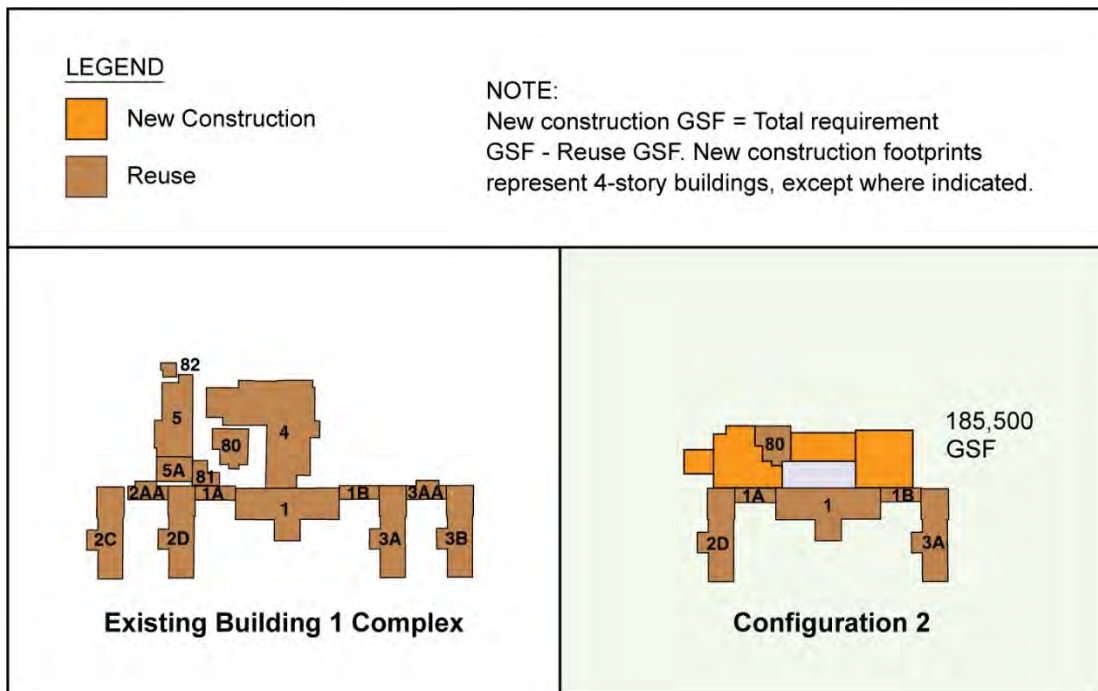 LEGEND
New Construction
Reuse
NOTE:
New construction GSF = Total requirement
GSF - Reuse GSF. New construction footprints
represent 4-story buildings, except where indicated.
82
5
4
80
5A
81
2AA
1A
1
1B
3AA
2C
2D
3A
3B
Existing Building 1 Complex
80
185,500
GSF
1A
1
1B
2D
3A
Configuration 2